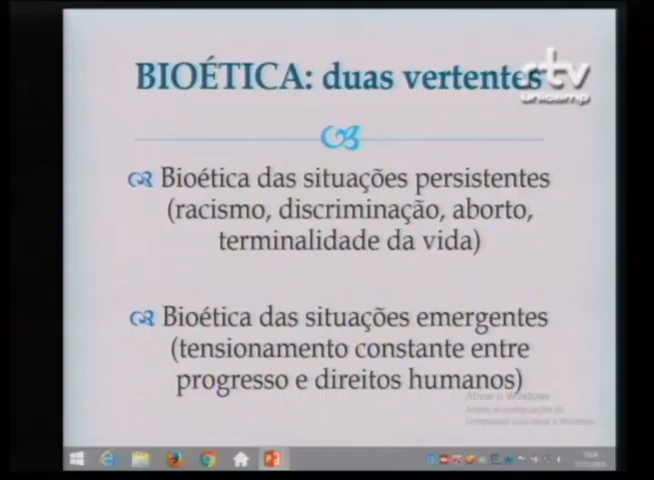 BIOÉTICA: duas vertentes
rtv
unicamp
Bioética das situações persistentes
(racismo, discriminação, aborto,
terminalidade da vida)
Bioética das situações emergentes
(tensionamento constante entre
progresso e direitos humanos)
Ativar o Windows